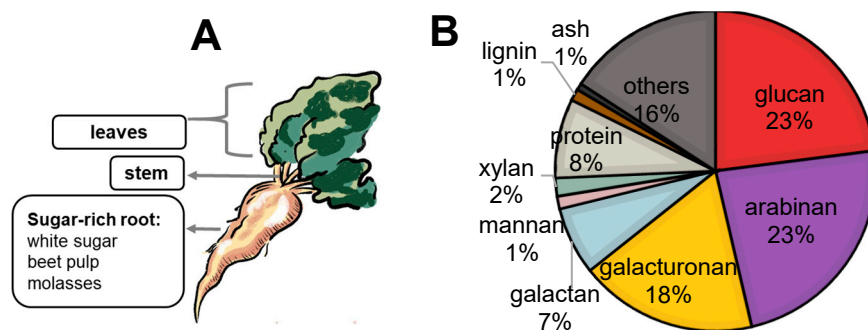 A
leaves
stem
Sugar-rich root:
white sugar
beet pulp
molasses
B
glucan
23%
arabinan
23%
galacturonan
18%
galactan
7%
mannan
1%
xylan
2%
protein
8%
lignin
1%
ash
1%
others
16%